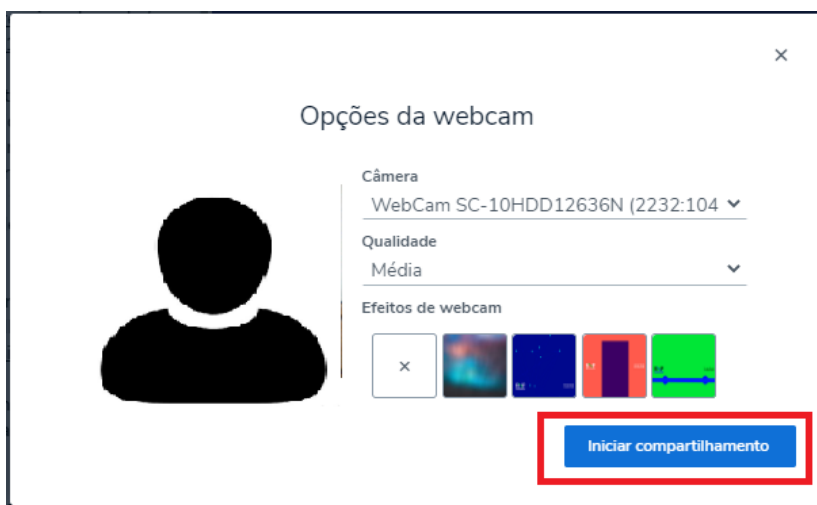 Opções da webcam
Câmera
WebCam SC-10HDD12636N (2232:104
Qualidade
Média
Efeitos de webcam
Iniciar compartilhamento